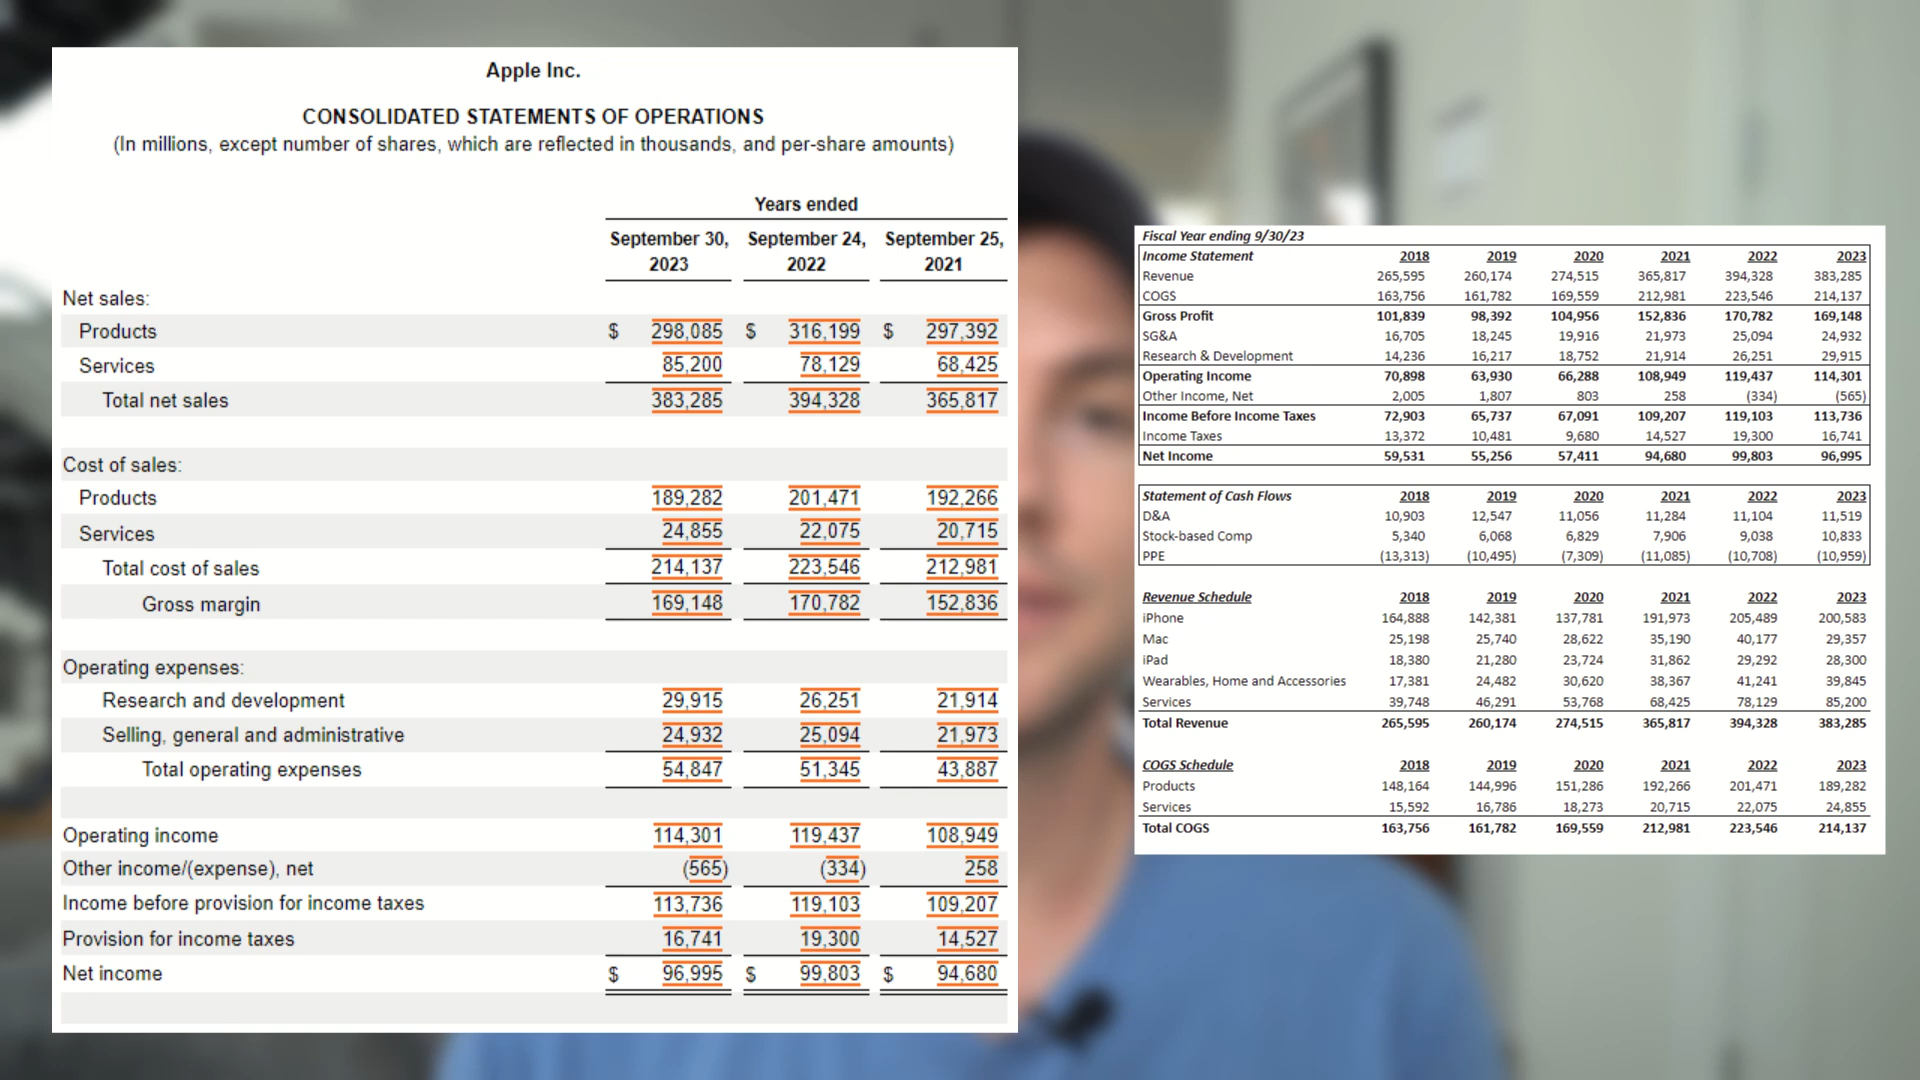 Apple Inc.
CONSOLIDATED STATEMENTS OF OPERATIONS
(In millions, except number of shares, which are reflected in thousands, and per-share amounts)
Years ended
September 30, 2023 September 24, 2022 September 25, 2021
Net sales:
Products $ 298,085 $ 316,199 $ 297,392
Services 85,200 78,129 68,425
Total net sales 383,285 394,328 365,817
Cost of sales:
Products 189,282 201,471 192,266
Services 24,855 22,075 20,715
Total cost of sales 214,137 223,546 212,981
Gross margin 169,148 170,782 152,836
Operating expenses:
Research and development 29,915 26,251 21,914
Selling, general and administrative 24,932 25,094 21,973
Total operating expenses 54,847 51,345 43,887
Operating income 114,301 119,437 108,949
Other income/(expense), net (565) (334) 258
Income before provision for income taxes 113,736 119,103 109,207
Provision for income taxes 16,741 19,300 14,527
Net income $ 96,995 $ 99,803 $ 94,680
Fiscal Year ending 9/30/23
Income Statement 2018 2019 2020 2021 2022 2023
Revenue 265,595 260,174 274,515 365,817 394,328 383,285
COGS 163,756 161,782 169,559 212,981 223,546 214,137
Gross Profit 101,839 98,392 104,956 152,836 170,782 169,148
SG&A 16,705 18,245 19,916 21,973 25,094 24,932
Research & Development 14,236 16,217 18,752 21,914 26,251 29,915
Operating Income 70,898 63,930 66,288 108,949 119,437 114,301
Other Income, Net 2,005 1,807 803 258 (334) (565)
Income Before Income Taxes 72,903 65,737 67,091 109,207 119,103 113,736
Income Taxes 13,372 10,481 9,680 14,527 19,300 16,741
Net Income 59,531 55,256 57,411 94,680 99,803 96,995
Statement of Cash Flows 2018 2019 2020 2021 2022 2023
D&A 10,903 12,547 11,056 11,284 11,104 11,519
Stock-based Comp 5,340 6,068 6,829 7,906 9,038 10,833
PPE (13,313) (10,495) (7,309) (11,085) (10,708) (10,959)
Revenue Schedule 2018 2019 2020 2021 2022 2023
iPhone 164,888 142,381 137,781 191,973 205,489 200,583
Mac 25,198 25,740 28,622 35,190 40,177 29,357
iPad 18,380 21,280 23,724 31,862 29,292 28,300
Wearables, Home and Accessories 17,381 24,482 30,620 38,367 41,241 39,845
Services 39,748 46,291 53,768 68,425 78,129 85,200
Total Revenue 265,595 260,174 274,515 365,817 394,328 383,285
COGS Schedule 2018 2019 2020 2021 2022 2023
Products 148,164 144,996 151,286 192,266 201,471 189,282
Services 15,592 16,786 18,273 20,715 22,075 24,855
Total COGS 163,756 161,782 169,559 212,981 223,546 214,137